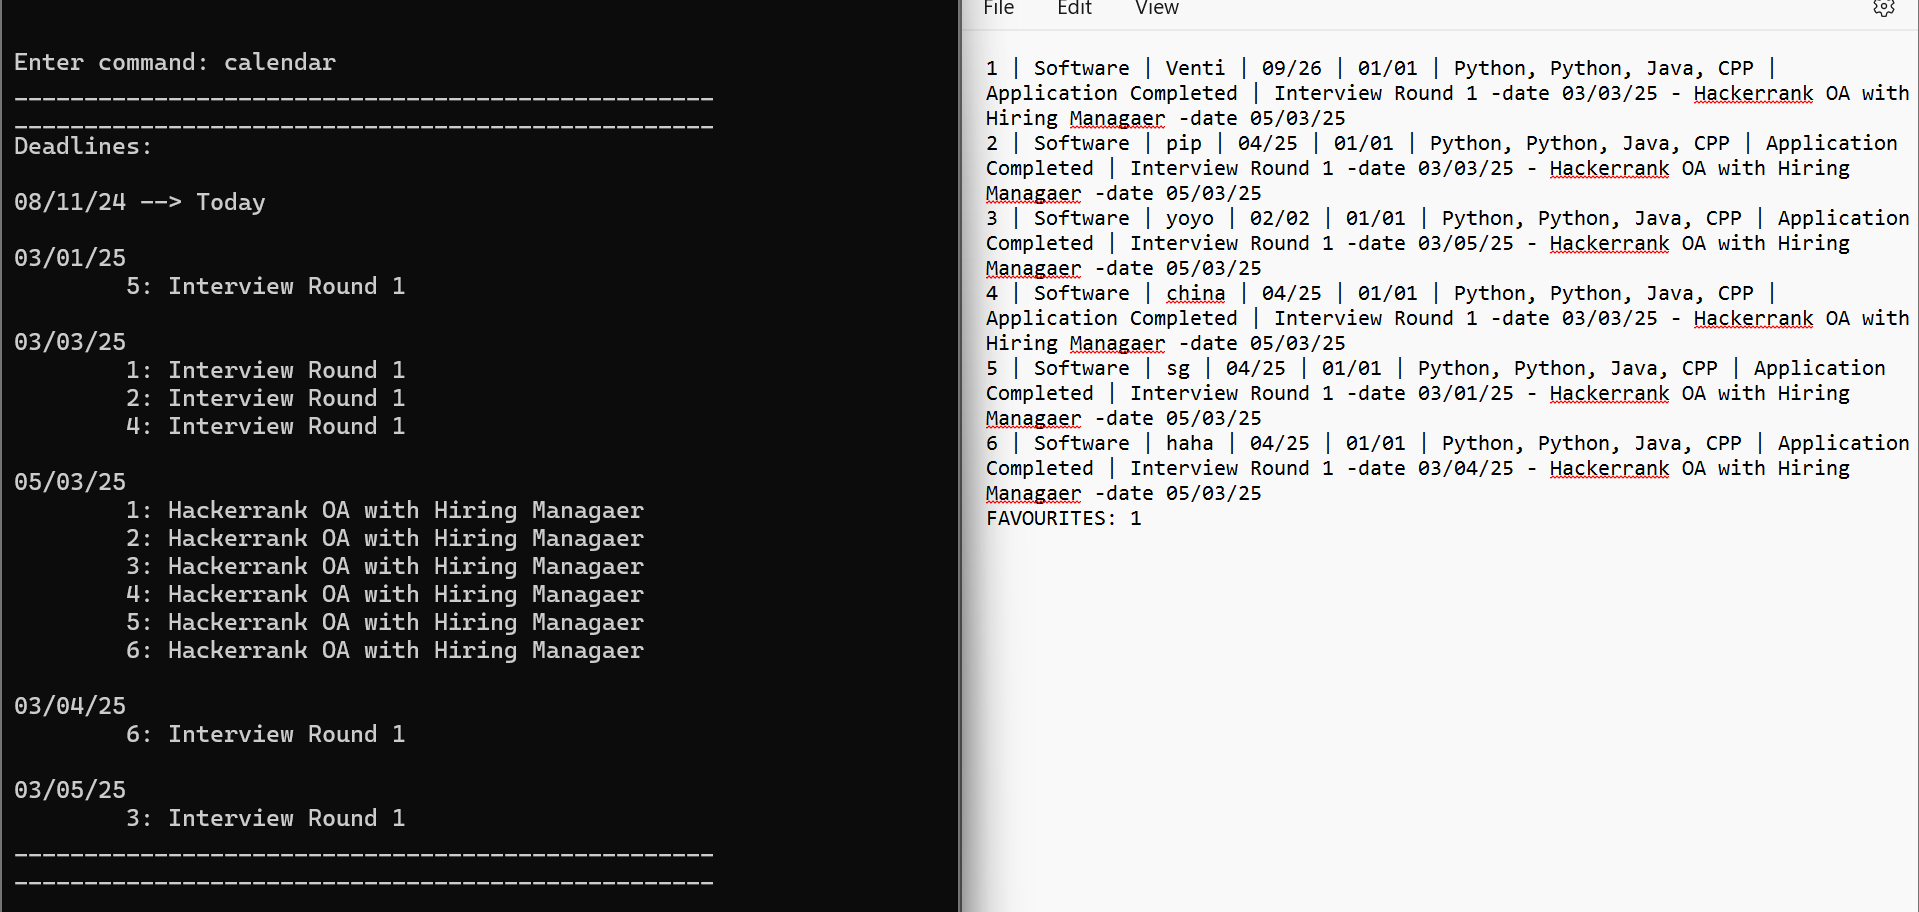 Enter command: calendar
--------------------------------------------------
--------------------------------------------------
Deadlines:
08/11/24 --> Today
03/01/25
5: Interview Round 1
03/03/25
1: Interview Round 1
2: Interview Round 1
4: Interview Round 1
05/03/25
1: Hackerrank OA with Hiring Managaer
2: Hackerrank OA with Hiring Managaer
3: Hackerrank OA with Hiring Managaer
4: Hackerrank OA with Hiring Managaer
5: Hackerrank OA with Hiring Managaer
6: Hackerrank OA with Hiring Managaer
03/04/25
6: Interview Round 1
03/05/25
3: Interview Round 1
--------------------------------------------------
--------------------------------------------------
File Edit View
1 | Software | Venti | 09/26 | 01/01 | Python, Python, Java, CPP |
Application Completed | Interview Round 1 -date 03/03/25 - Hackerrank OA with
Hiring Managaer -date 05/03/25
2 | Software | pip | 04/25 | 01/01 | Python, Python, Java, CPP | Application
Completed | Interview Round 1 -date 03/03/25 - Hackerrank OA with Hiring
Managaer -date 05/03/25
3 | Software | yoyo | 02/02 | 01/01 | Python, Python, Java, CPP | Application
Completed | Interview Round 1 -date 03/05/25 - Hackerrank OA with Hiring
Managaer -date 05/03/25
4 | Software | china | 04/25 | 01/01 | Python, Python, Java, CPP |
Application Completed | Interview Round 1 -date 03/03/25 - Hackerrank OA with
Hiring Managaer -date 05/03/25
5 | Software | sg | 04/25 | 01/01 | Python, Python, Java, CPP | Application
Completed | Interview Round 1 -date 03/01/25 - Hackerrank OA with Hiring
Managaer -date 05/03/25
6 | Software | haha | 04/25 | 01/01 | Python, Python, Java, CPP | Application
Completed | Interview Round 1 -date 03/04/25 - Hackerrank OA with Hiring
Managaer -date 05/03/25
FAVOURITES: 1